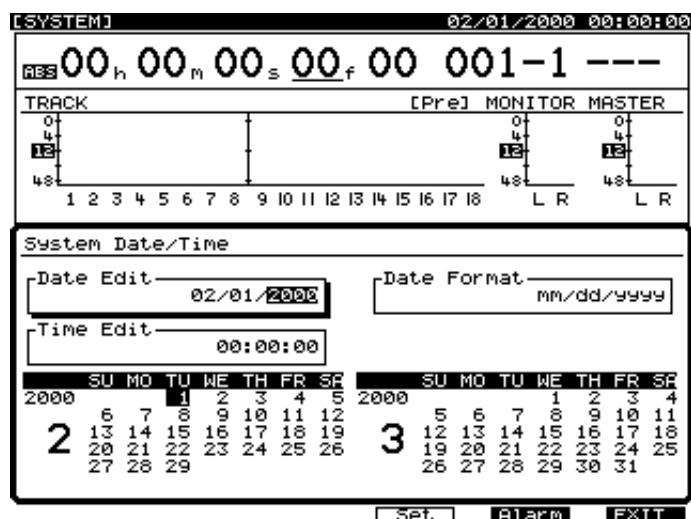 [SYSTEM] 02/01/2000 00:00:00
ABS 00h 00m 00s 00f 00 001-1 ---
TRACK [Pre] MONITOR MASTER
0 0 0
4 4 4
12 12 12
48 48 48
1 2 3 4 5 6 7 8 9 10 11 12 13 14 15 16 17 18 L R L R
System Date/Time
Date Edit Date Format
02/01/2000 mm/dd/yyyy
Time Edit
00:00:00
SU MO TU WE TH FR SA SU MO TU WE TH FR SA
2000 1 2 3 4 5 2000 1 2 3 4
6 7 8 9 10 11 12 5 6 7 8 9 10 11
2 13 14 15 16 17 18 19 3 12 13 14 15 16 17 18
20 21 22 23 24 25 26 19 20 21 22 23 24 25
27 28 29 26 27 28 29 30 31
Set Alarm EXIT